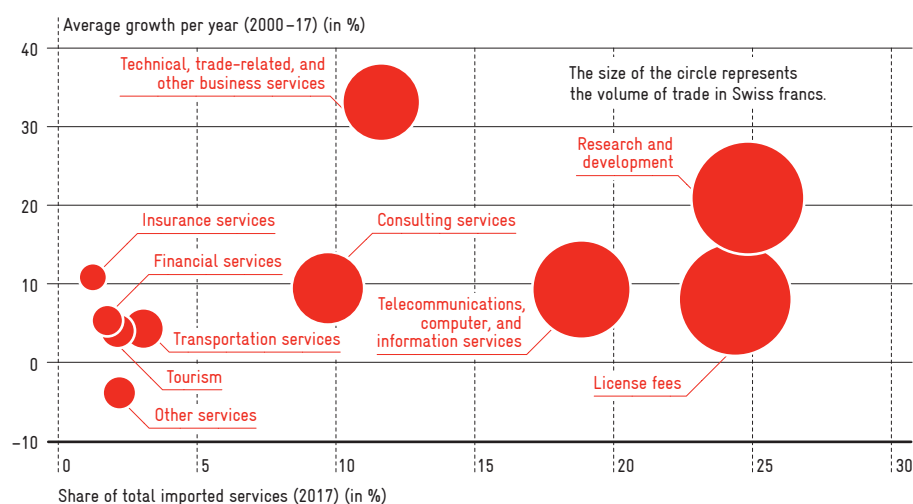 Average growth per year (2000–17) (in %)
40
Technical, trade-related, and
other business services
The size of the circle represents
the volume of trade in Swiss francs.
30
Research and
development
20
Insurance services
Consulting services
Financial services
10
Telecommunications,
computer, and
information services
Transportation services
0
Tourism
License fees
Other services
–10
0 5 10 15 20 25 30
Share of total imported services (2017) (in %)